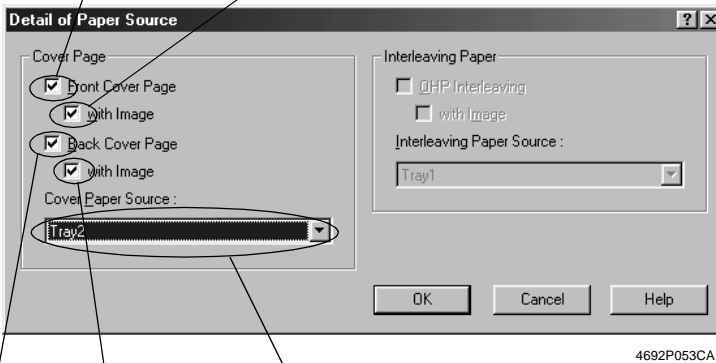 Detail of Paper Source
Cover Page
Front Cover Page
with Image
Back Cover Page
with Image
Cover Paper Source :
Tray2
Interleaving Paper
OHP Interleaving
with Image
Interleaving Paper Source :
Tray1
OK
Cancel
Help
4692P053CA